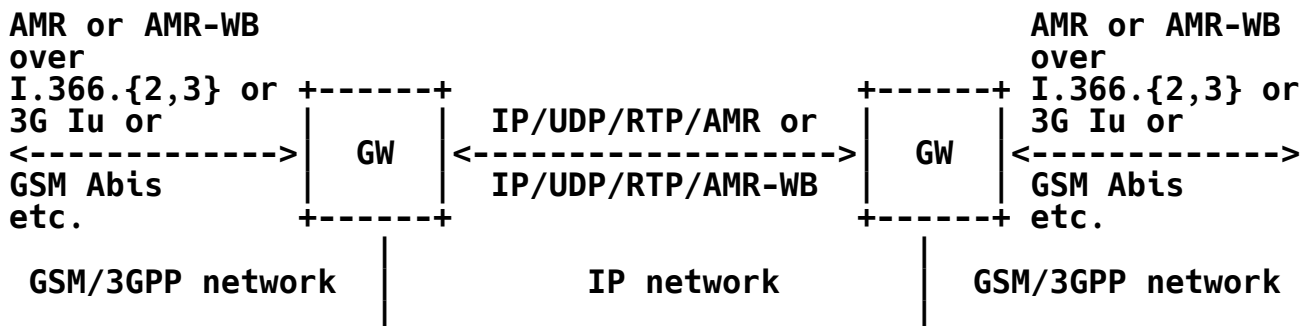 AMR or AMR-WB                                        AMR or AMR-WB
over                                                 over
I.366.{2,3} or +------+                     +------+ I.366.{2,3} or
3G Iu or       |      |  IP/UDP/RTP/AMR or  |      | 3G Iu or
<------------->|  GW  |<------------------->|  GW  |<------------->
GSM Abis       |      |  IP/UDP/RTP/AMR-WB  |      | GSM Abis
etc.           +------+                     +------+ etc.
                   |                           |
 GSM/3GPP network  |         IP network        |  GSM/3GPP network
                   |                           |